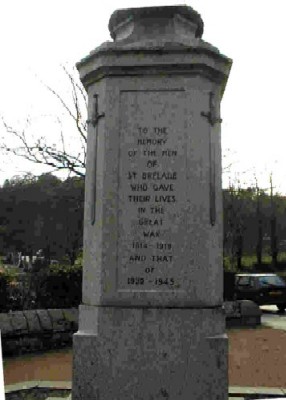 TO THE
MEMORY
OF THE MEN
OF
ST BRELADE
WHO GAVE
THEIR LIVES
IN THE
GREAT
WAR
1914 - 1919
AND THAT
OF
1939 - 1945